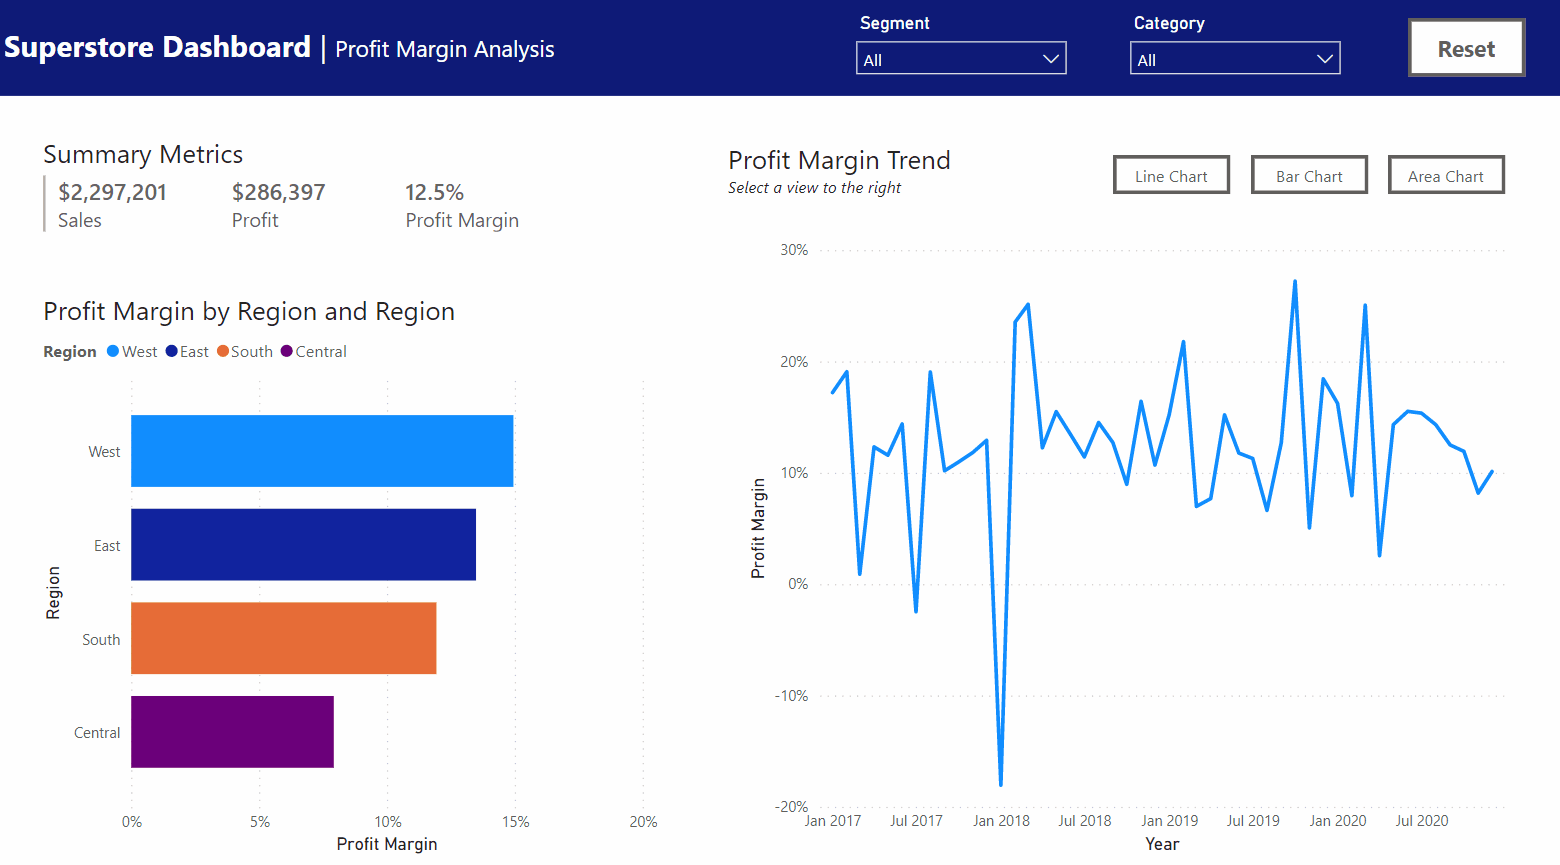 Superstore Dashboard | Profit Margin Analysis
Segment
All
Category
All
Reset
Summary Metrics
$2,297,201
Sales
$286,397
Profit
12.5%
Profit Margin
Profit Margin by Region and Region
Region West East South Central
West
East
South
Central
Region
0% 5% 10% 15% 20%
Profit Margin
Profit Margin Trend
Select a view to the right
Line Chart
Bar Chart
Area Chart
30%
20%
10%
0%
-10%
-20%
Profit Margin
Jan 2017 Jul 2017 Jan 2018 Jul 2018 Jan 2019 Jul 2019 Jan 2020 Jul 2020
Year